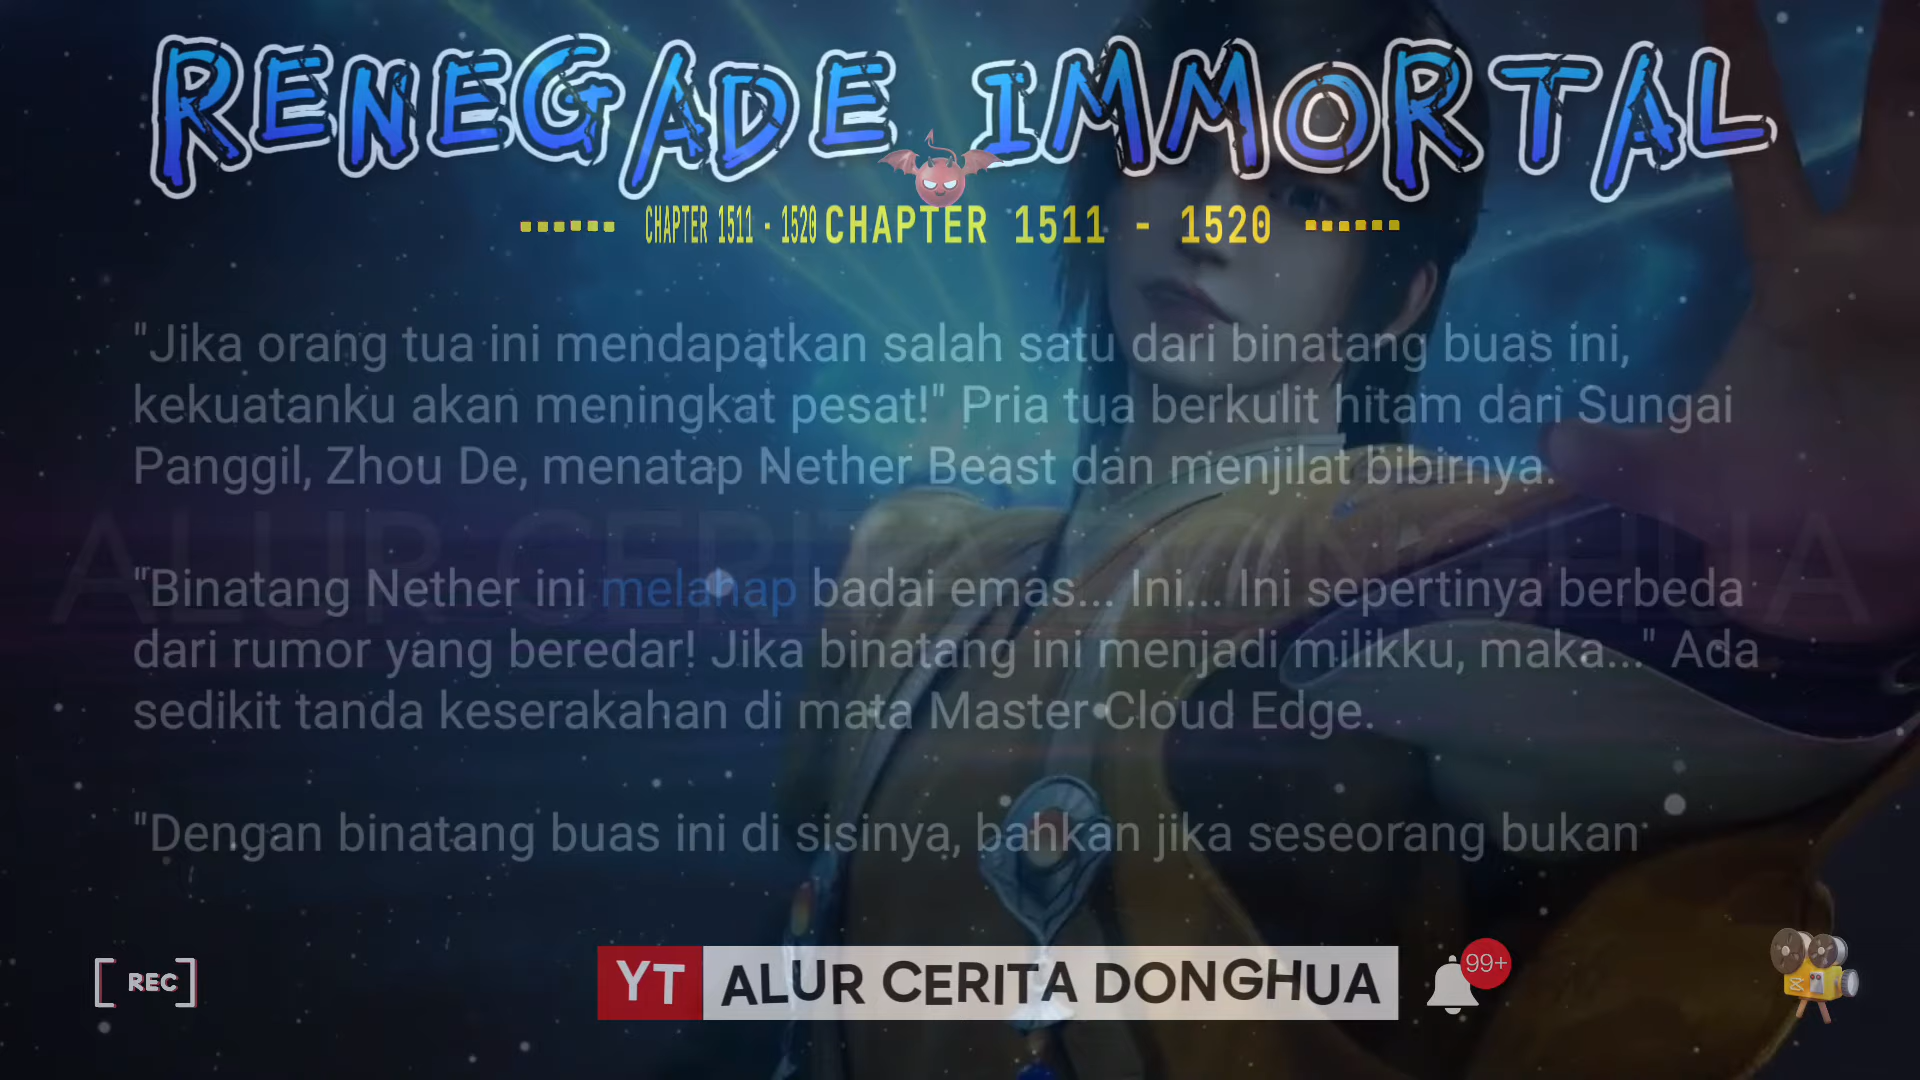 RENEGADE IMMORTAL
CHAPTER 1511 - 1520 CHAPTER 1511 - 1520
"Jika orang tua ini mendapatkan salah satu dari binatang buas ini,
kekuatanku akan meningkat pesat!" Pria tua berkulit hitam dari Sungai
Panggil, Zhou De, menatap Nether Beast dan menjilat bibirnya.
ALUR CERITA DONGHUA
"Binatang Nether ini melahap badai emas... Ini... Ini sepertinya berbeda
dari rumor yang beredar! Jika binatang ini menjadi milikku, maka..." Ada
sedikit tanda keserakahan di mata Master Cloud Edge.
"Dengan binatang buas ini di sisinya, bahkan jika seseorang bukan
REC
YT ALUR CERITA DONGHUA
99+